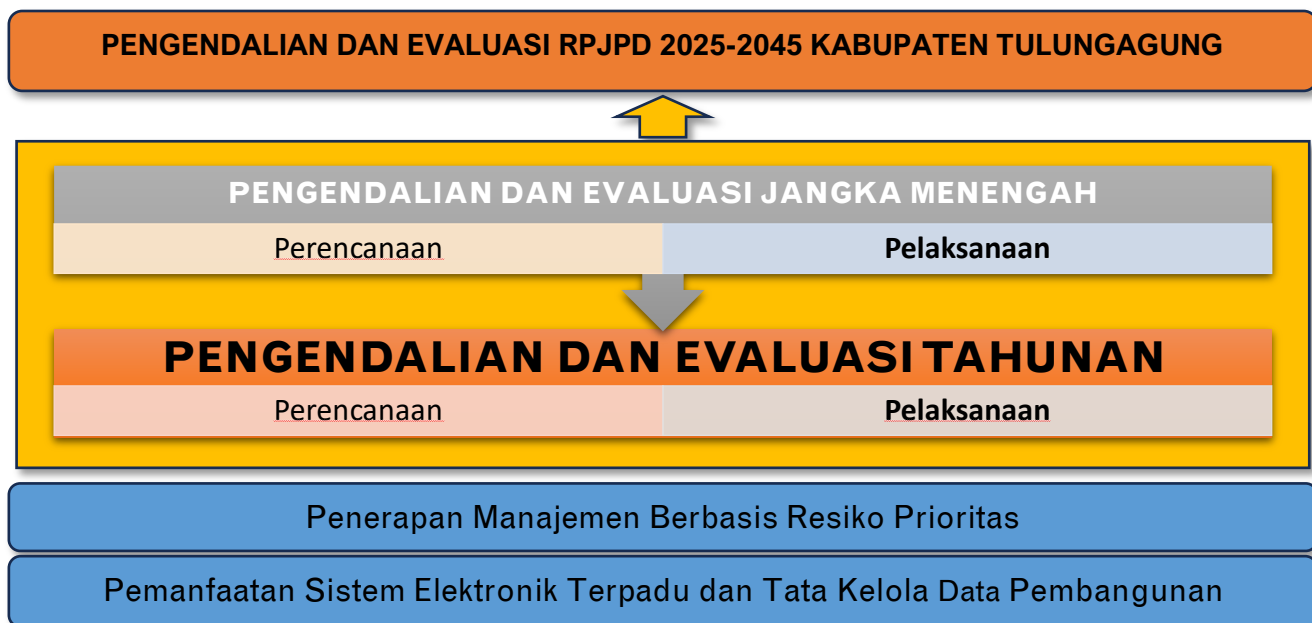 PENGENDALIAN DAN EVALUASI RPJPD 2025-2045 KABUPATEN TULUNGAGUNG
PENGENDALIAN DAN EVALUASI JANGKA MENENGAH
Perencanaan Pelaksanaan
PENGENDALIAN DAN EVALUASI TAHUNAN
Perencanaan Pelaksanaan
Penerapan Manajemen Berbasis Resiko Prioritas
Pemanfaatan Sistem Elektronik Terpadu dan Tata Kelola Data Pembangunan